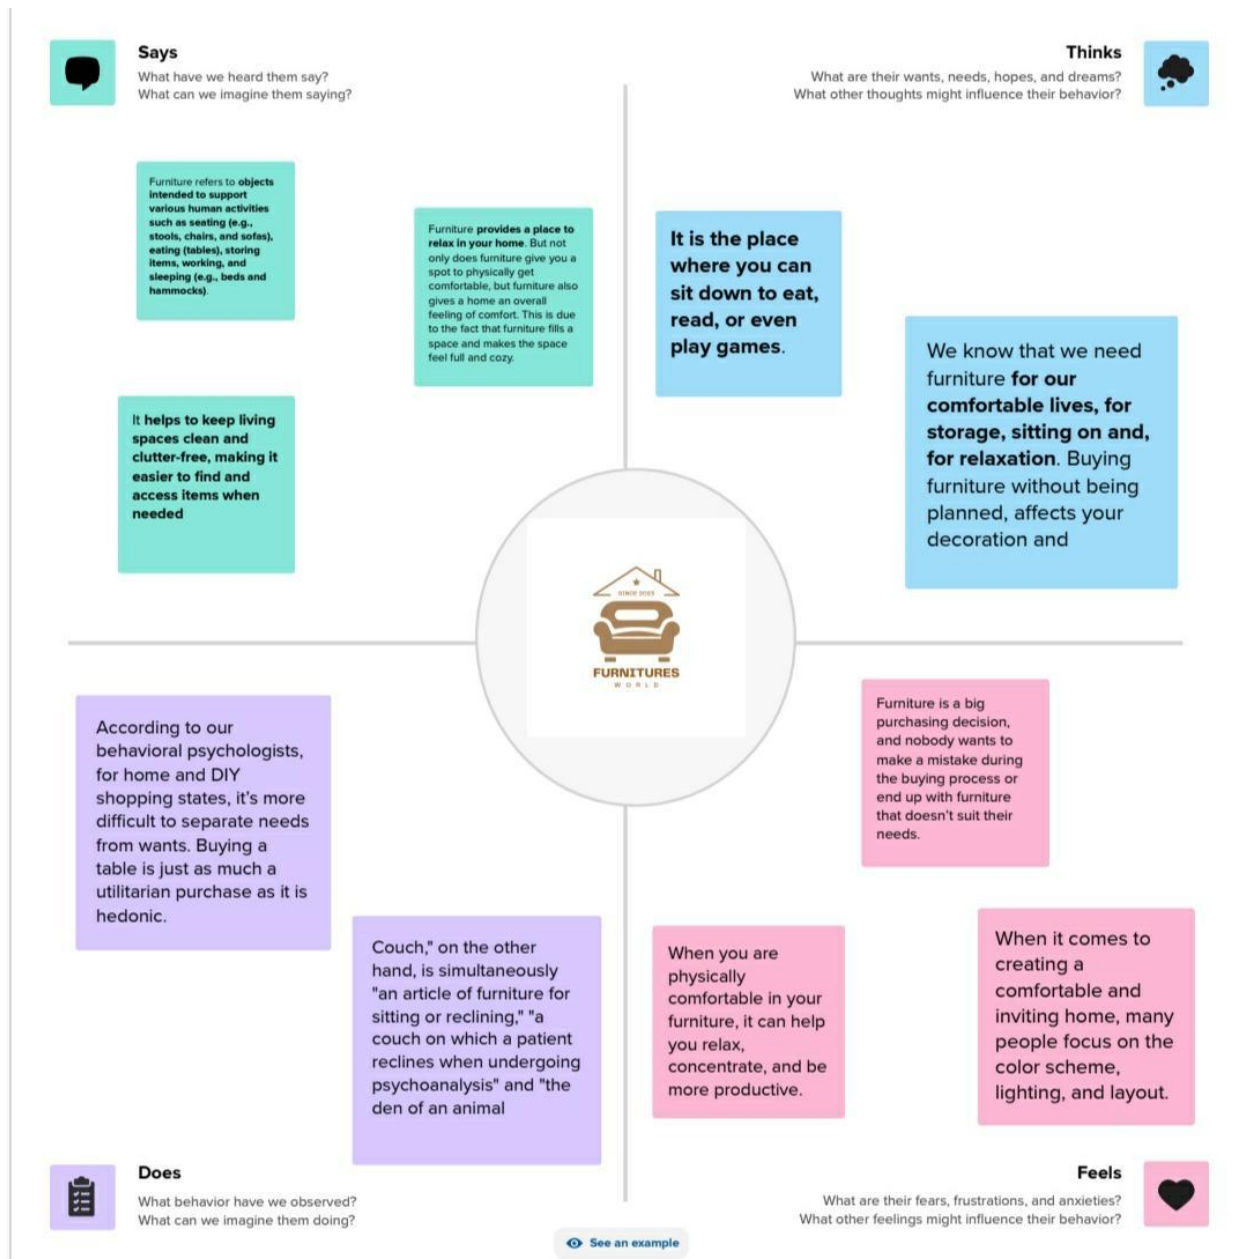 Says
What have we heard them say?
What can we imagine them saying?
Thinks
What are their wants, needs, hopes, and dreams?
What other thoughts might influence their behavior?
Furniture refers to objects
intended to support
various human activities
such as seating (e.g.,
stools, chairs, and sofas),
eating (tables), storing
items, working, and
sleeping (e.g., beds and
hammocks).
Furniture provides a place to
relax in your home. But not
only does furniture give you a
spot to physically get
comfortable, but furniture also
gives a home an overall
feeling of comfort. This is due
to the fact that furniture fills a
space and makes the space
feel full and cozy.
It helps to keep living
spaces clean and
clutter-free, making it
easier to find and
access items when
needed
It is the place
where you can
sit down to eat,
read, or even
play games.
We know that we need
furniture for our
comfortable lives, for
storage, sitting on and,
for relaxation. Buying
furniture without being
planned, affects your
decoration and
FURNITURES
WORLD
According to our
behavioral psychologists,
for home and DIY
shopping states, it's more
difficult to separate needs
from wants. Buying a
table is just as much a
utilitarian purchase as it is
hedonic.
Couch," on the other
hand, is simultaneously
"an article of furniture for
sitting or reclining," "a
couch on which a patient
reclines when undergoing
psychoanalysis" and "the
den of an animal
Furniture is a big
purchasing decision,
and nobody wants to
make a mistake during
the buying process or
end up with furniture
that doesn't suit their
needs.
When you are
physically
comfortable in your
furniture, it can help
you relax,
concentrate, and be
more productive.
When it comes to
creating a
comfortable and
inviting home, many
people focus on the
color scheme,
lighting, and layout.
Does
What behavior have we observed?
What can we imagine them doing?
Feels
What are their fears, frustrations, and anxieties?
What other feelings might influence their behavior?
See an example